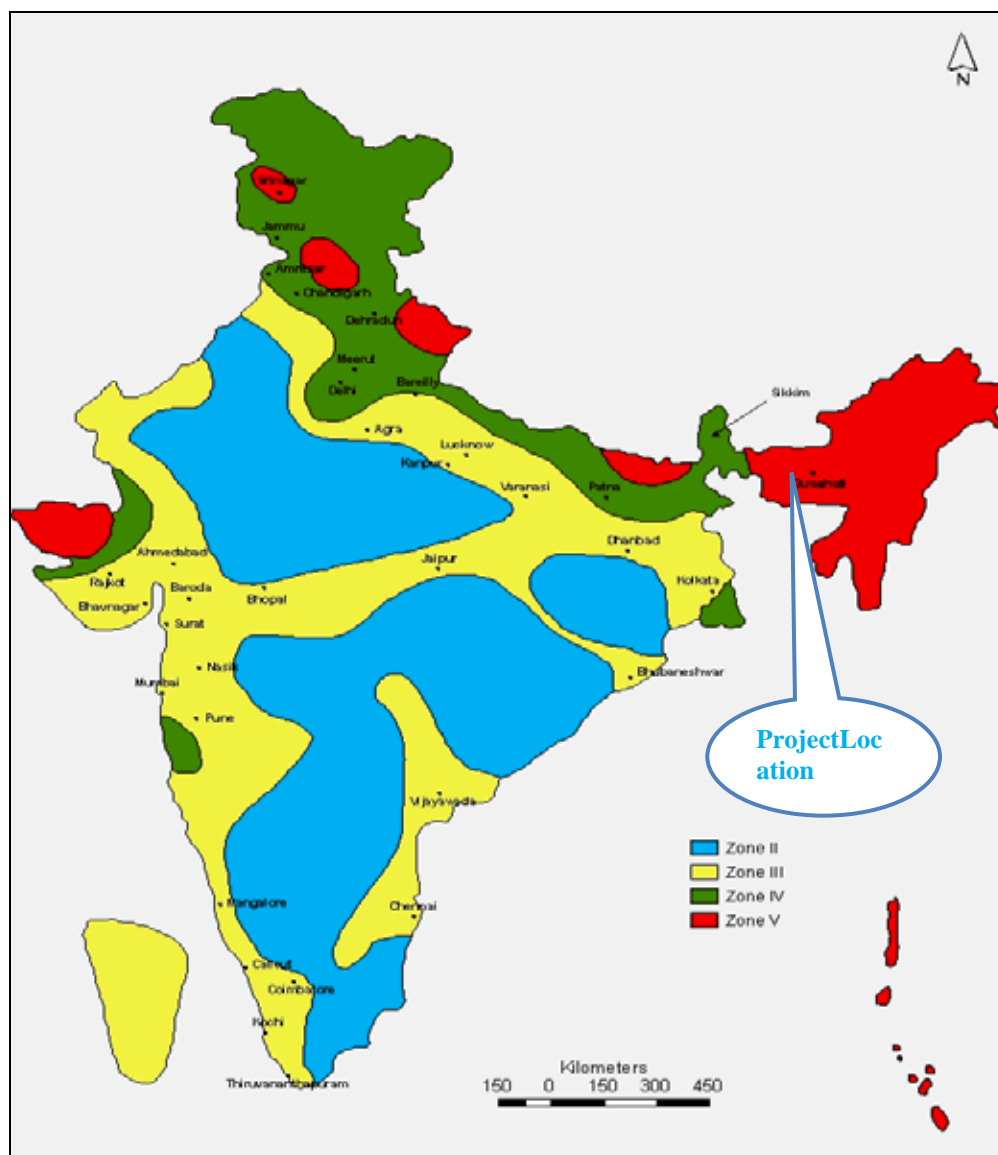 N
Srinagar
Jammu
Amritsar
Chandigarh
Dehradun
Meerut
Delhi
Bareilly
Sikkim
Agra
Lucknow
Kanpur
Guwahati
Varanasi
Patna
Dhanbad
Ahmedabad
Jaipur
Rajkot
Baroda
Bhopal
Kolkata
Bhavnagar
Surat
Nasik
Bhubaneshwar
Mumbai
Pune
ProjectLoc
ation
Vijayawada
Zone II
Zone III
Zone IV
Zone V
Mangalore
Chennai
Calicut
Coimbatore
Kochi
Thiruvananthapuram
Kilometers
150 0 150 300 450